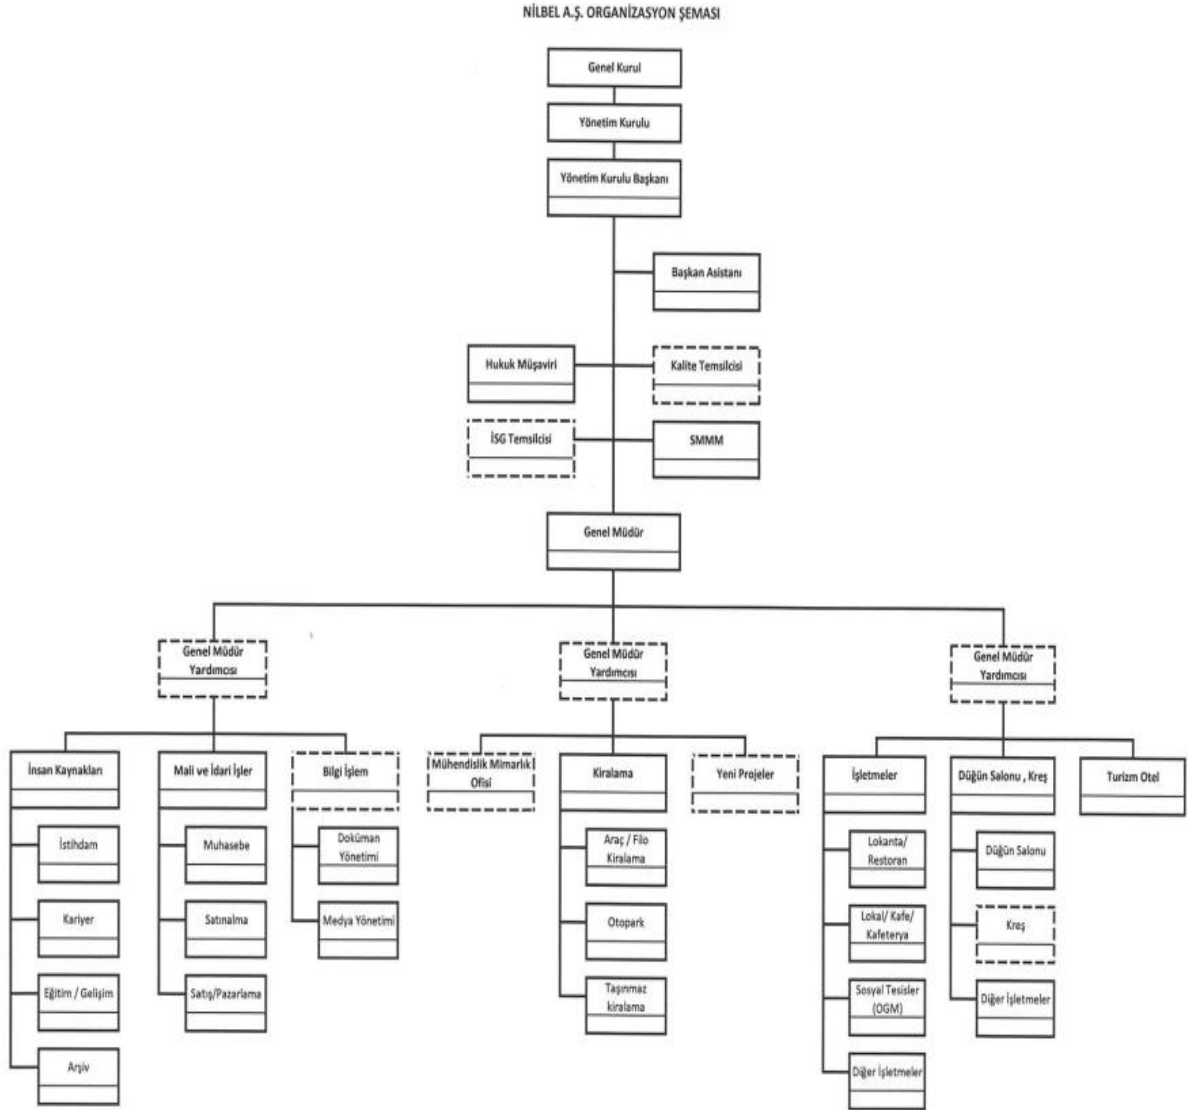 NİLBEL A.Ş. ORGANİZASYON ŞEMASI
Genel Kurul
Yönetim Kurulu
Yönetim Kurulu Başkanı
Başkan Asistanı
Hukuk Müşaviri
Kalite Temsilcisi
İSG Temsilcisi
SMMM
Genel Müdür
Genel Müdür
Yardımcısı
Genel Müdür
Yardımcısı
Genel Müdür
Yardımcısı
İnsan Kaynakları
Mali ve İdari İşler
Bilgi İşlem
Mühendislik Mimarlık
Ofisi
Kiralama
Yeni Projeler
İşletmeler
Düğün Salonu , Kreş
Turizm Otel
İstihdam
Kariyer
Eğitim / Gelişim
Arşiv
Muhasebe
Satınalma
Satış/Pazarlama
Doküman
Yönetimi
Medya Yönetimi
Araç / Filo
Kiralama
Otopark
Taşınmaz
kiralama
Lokanta/
Restoran
Lokal/ Kafe/
Kafeterya
Sosyal Tesisler
(OGM)
Diğer İşletmeler
Düğün Salonu
Kreş
Diğer İşletmeler